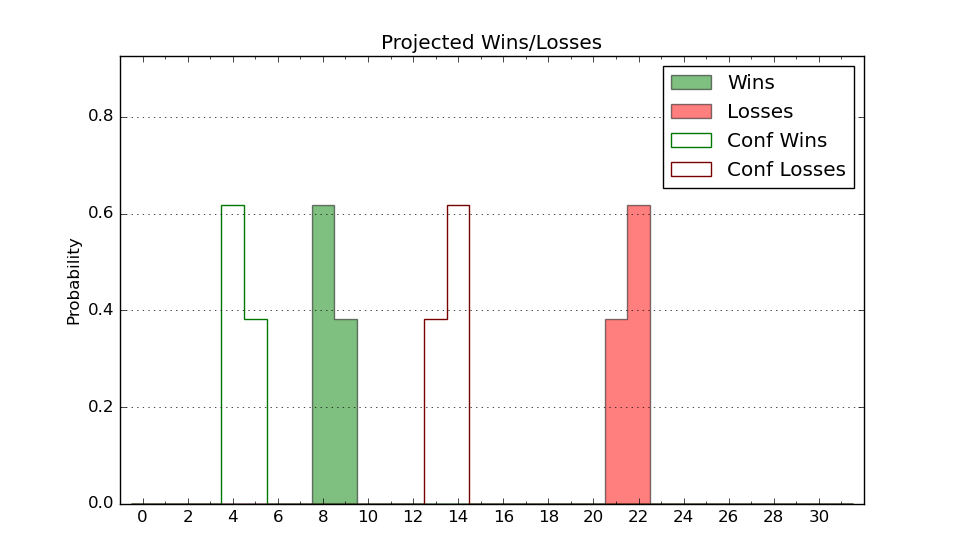 Projected Wins/Losses
Wins
Losses
Conf Wins
Conf Losses
Probability
0.8
0.6
0.4
0.2
0.0
0 2 4 6 8 10 12 14 16 18 20 22 24 26 28 30